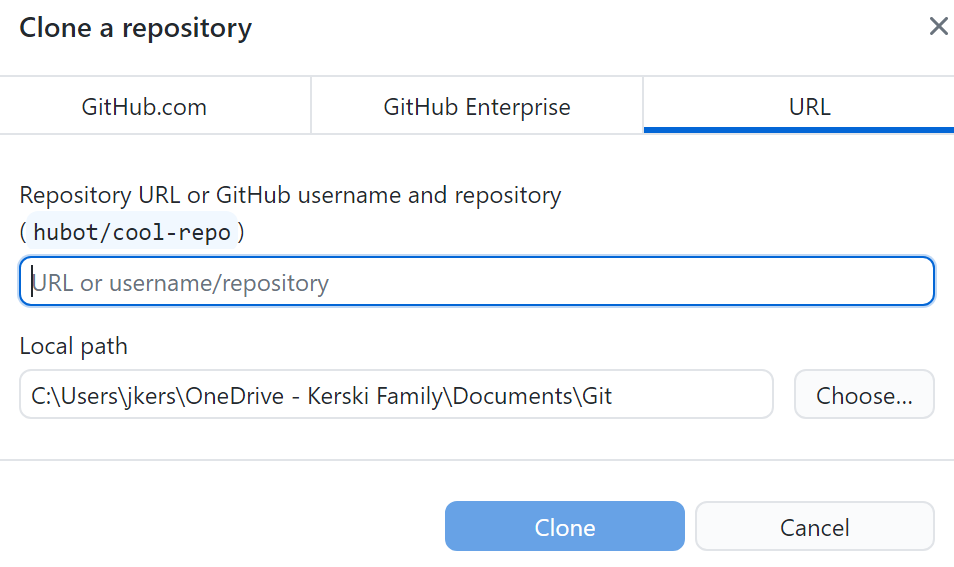 Clone a repository
GitHub.com
GitHub Enterprise
URL
Repository URL or GitHub username and repository
(hubot/cool-repo)
URL or username/repository
Local path
C:\Users\jkers\OneDrive - Kerski Family\Documents\Git
Choose...
Clone
Cancel